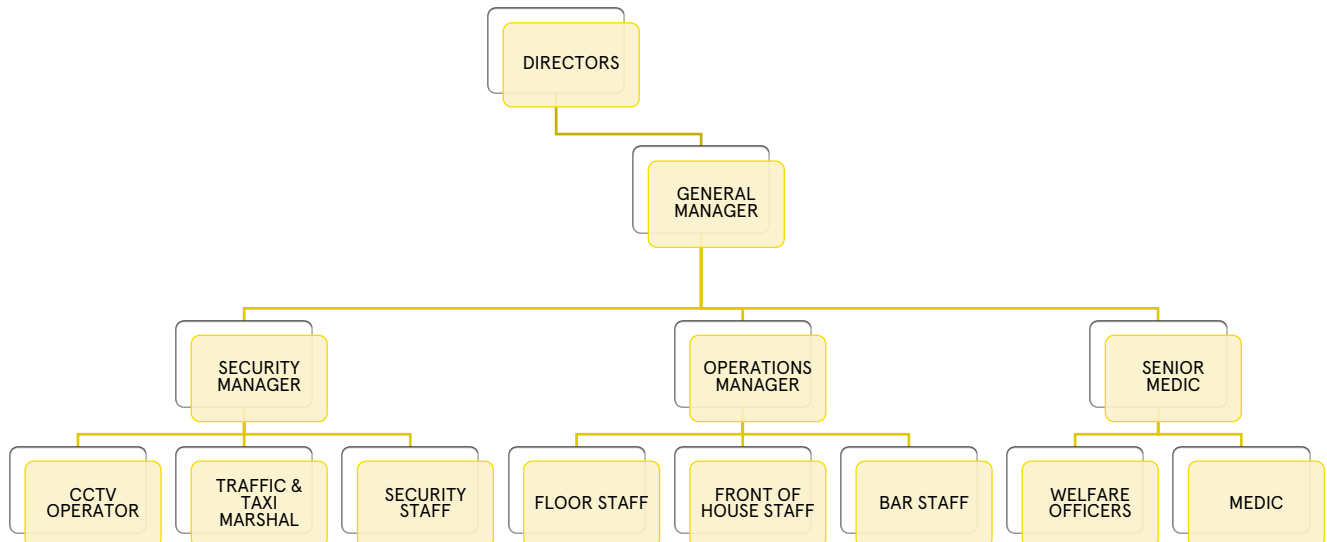 DIRECTORS
GENERAL
MANAGER
SECURITY
MANAGER
OPERATIONS
MANAGER
SENIOR
MEDIC
CCTV
OPERATOR
TRAFFIC &
TAXI
MARSHAL
SECURITY
STAFF
FLOOR STAFF
FRONT OF
HOUSE STAFF
BAR STAFF
WELFARE
OFFICERS
MEDIC